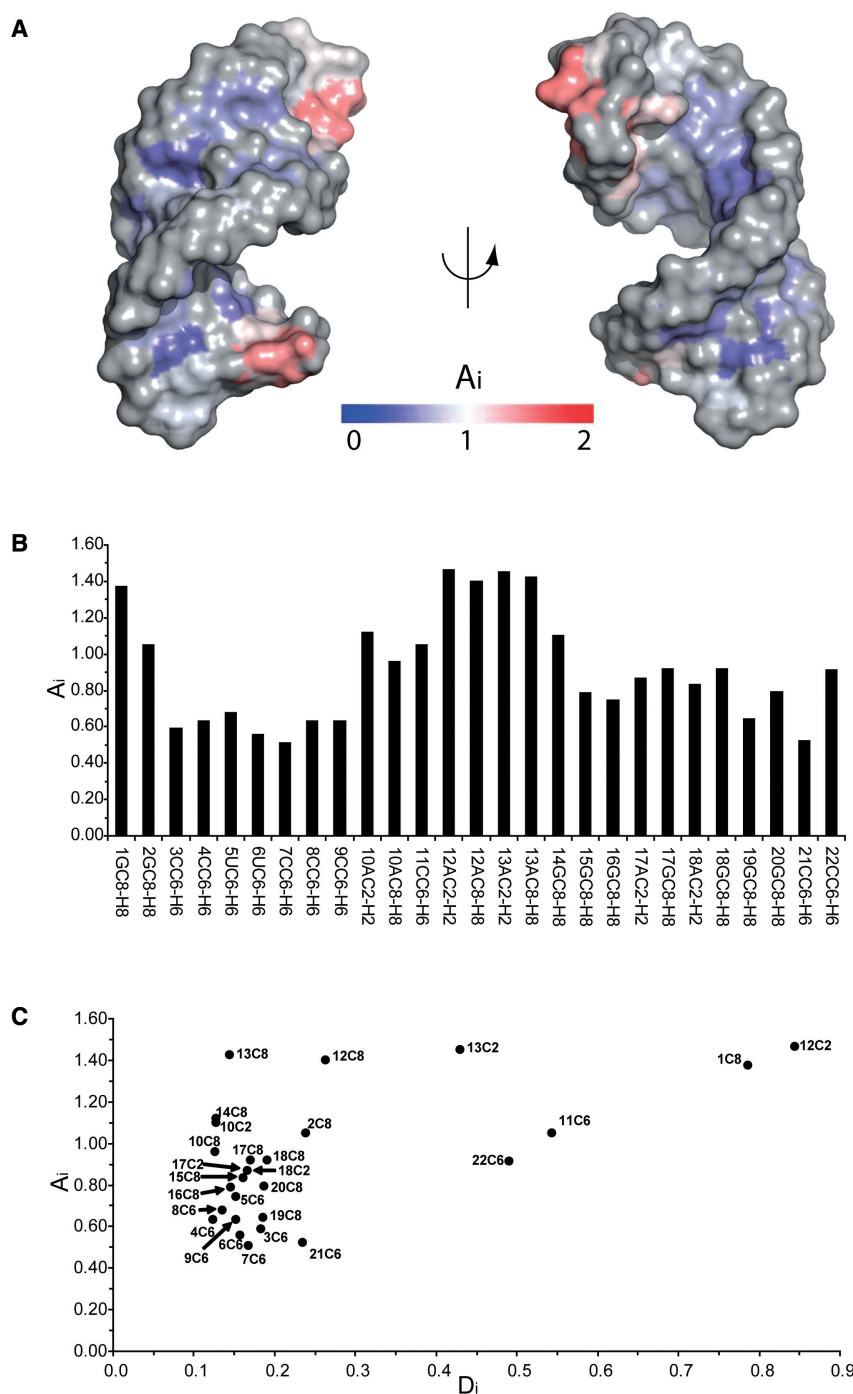 A
Ai
0 1 2
B
1.60
1.40
1.20
1.00
0.80
0.60
0.40
0.20
0.00
Ai
1GC8-H8
2GC8-H8
3CC6-H6
4CC6-H6
5UC6-H6
6UC6-H6
7CC6-H6
8CC6-H6
9CC6-H6
10AC2-H2
10AC8-H8
11CC6-H6
12AC2-H2
12AC8-H8
13AC2-H2
13AC8-H8
14GC8-H8
15GC8-H8
16GC8-H8
17AC2-H2
17GC8-H8
18AC2-H2
18GC8-H8
19GC8-H8
20GC8-H8
21CC6-H6
22CC6-H6
C
1.60
1.40
1.20
1.00
0.80
0.60
0.40
0.20
0.00
Ai
13C8
12C8
13C2
1C8
12C2
14C8
10C2
2C8
11C6
10C8
17C8
18C8
22C6
17C2
18C2
15C8
16C8
20C8
5C6
8C6
19C8
4C6
3C6
6C6
9C6
7C6
21C6
0.0 0.1 0.2 0.3 0.4 0.5 0.6 0.7 0.8 0.9
Di